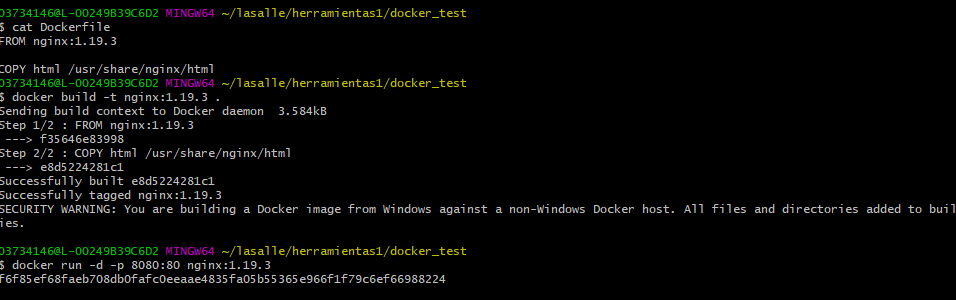 03734146@L-00249B39C6D2 MINGW64 ~/lasalle/herramientas1/docker_test
$ cat Dockerfile
FROM nginx:1.19.3
COPY html /usr/share/nginx/html
03734146@L-00249B39C6D2 MINGW64 ~/lasalle/herramientas1/docker_test
$ docker build -t nginx:1.19.3 .
Sending build context to Docker daemon  3.584kB
Step 1/2 : FROM nginx:1.19.3
 ---> f35646e83998
Step 2/2 : COPY html /usr/share/nginx/html
 ---> e8d5224281c1
Successfully built e8d5224281c1
Successfully tagged nginx:1.19.3
SECURITY WARNING: You are building a Docker image from Windows against a non-Windows Docker host. All files and directories added to buil
ies.
03734146@L-00249B39C6D2 MINGW64 ~/lasalle/herramientas1/docker_test
$ docker run -d -p 8080:80 nginx:1.19.3
f6f85ef68faeb708db0fafc0eeaae4835fa05b55365e966f1f79c6ef66988224